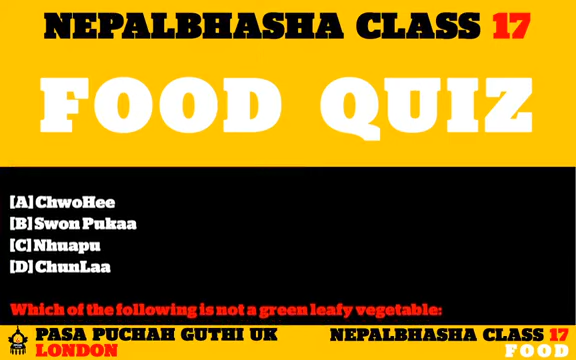 NEPALBHASHA CLASS 17
FOOD QUIZ
[A] ChwoHee
[B] Swon Pukaa
[C] Nhuapu
[D] ChunLaa
Which of the following is not a green leafy vegetable:
PASA PUCHAH GUTHI UK
LONDON
NEPALBHASHA CLASS 17
FOOD